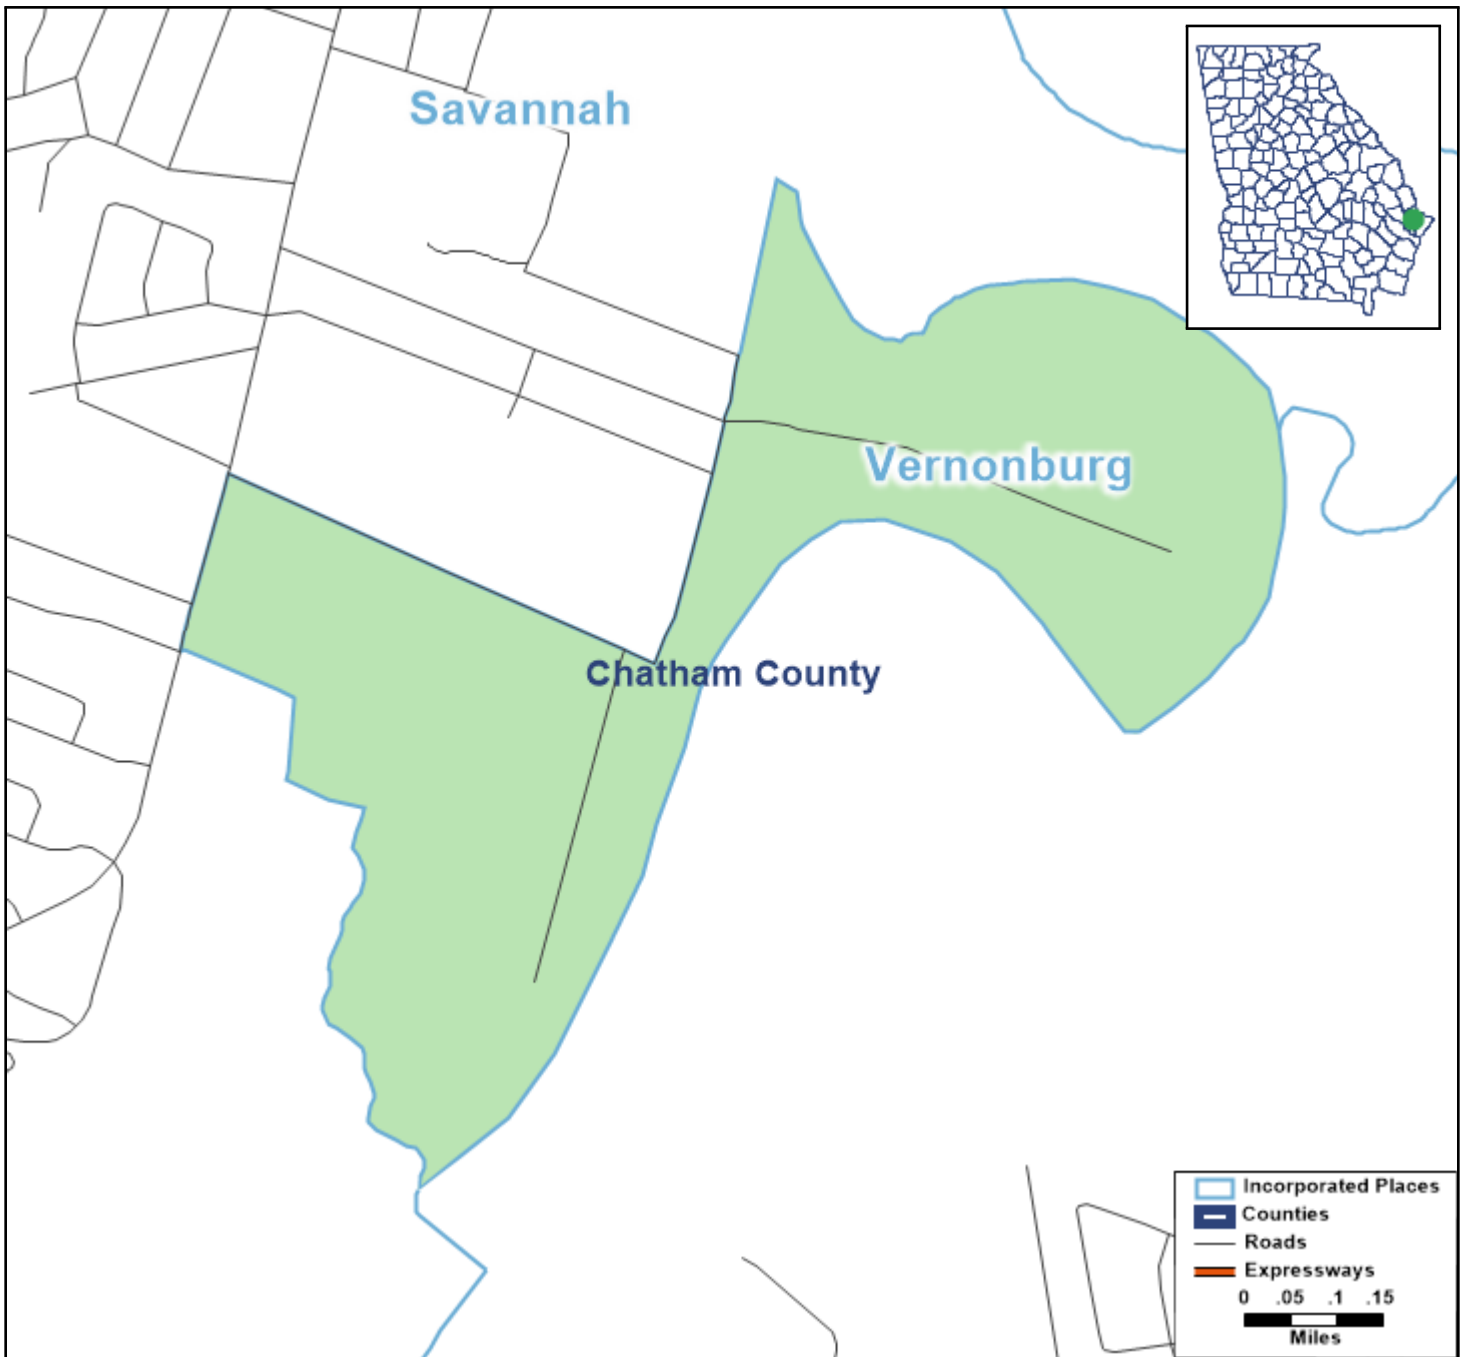 Savannah
Vernonburg
Chatham County
Incorporated Places
Counties
Roads
Expressways
0 .05 .1 .15
Miles